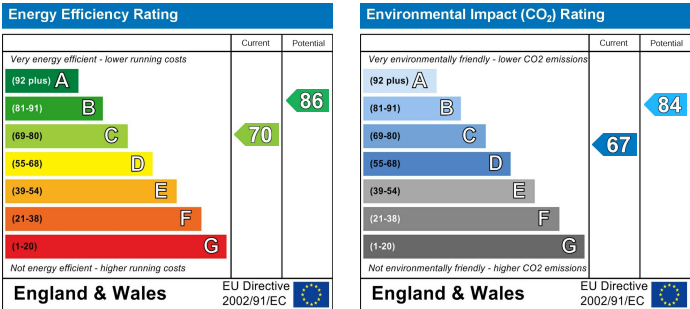 Energy Efficiency Rating
Current
Potential
Very energy efficient - lower running costs
(92 plus) A
(81-91) B
(69-80) C
(55-68) D
(39-54) E
(21-38) F
(1-20) G
70
86
Not energy efficient - higher running costs
England & Wales
EU Directive
2002/91/EC
Environmental Impact (CO₂) Rating
Current
Potential
Very environmentally friendly - lower CO2 emissions
(92 plus) A
(81-91) B
(69-80) C
(55-68) D
(39-54) E
(21-38) F
(1-20) G
67
84
Not environmentally friendly - higher CO2 emissions
England & Wales
EU Directive
2002/91/EC